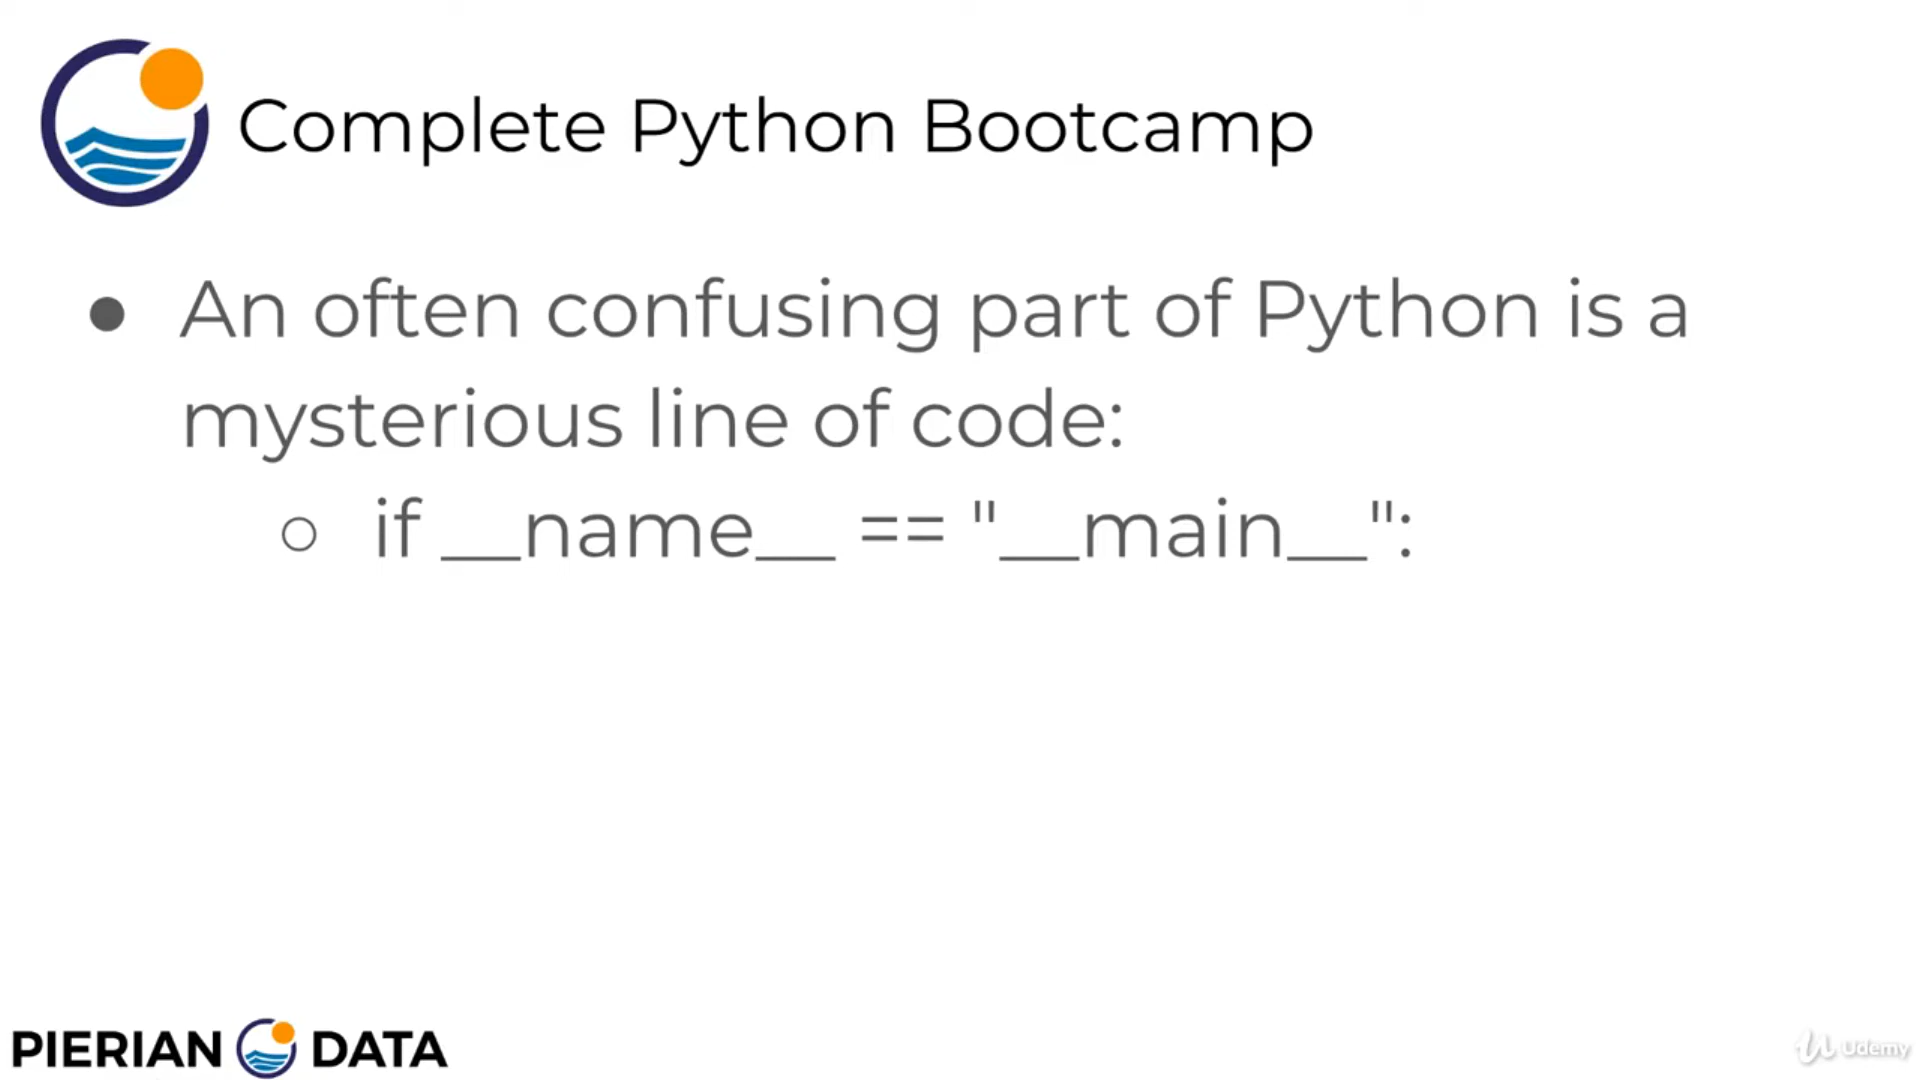 Complete Python Bootcamp
● An often confusing part of Python is a
mysterious line of code:
○ if __name__ == "__main__":
PIERIAN DATA
Udemy